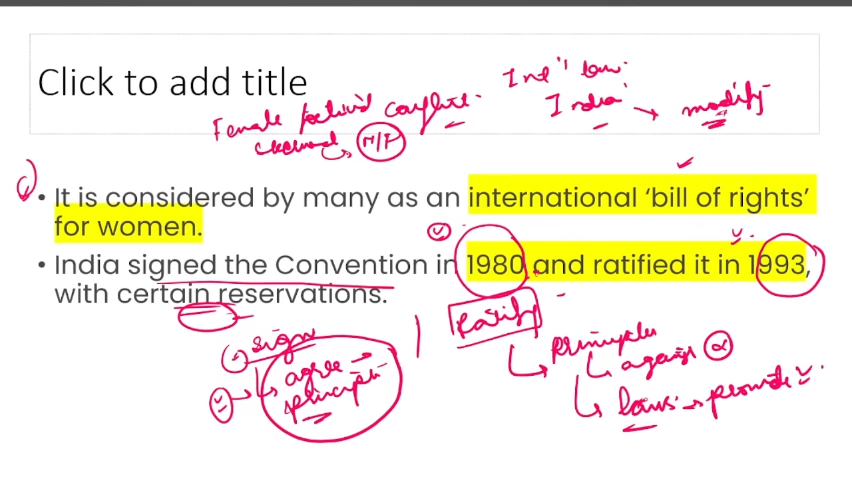 Click to add title
Int'l law
India → modify
Female
M/P
• It is considered by many as an international ‘bill of rights’
for women.
• India signed the Convention in 1980 and ratified it in 1993,
with certain reservations.
sign
Ratify
agree
principle
Principles
against
laws → promote